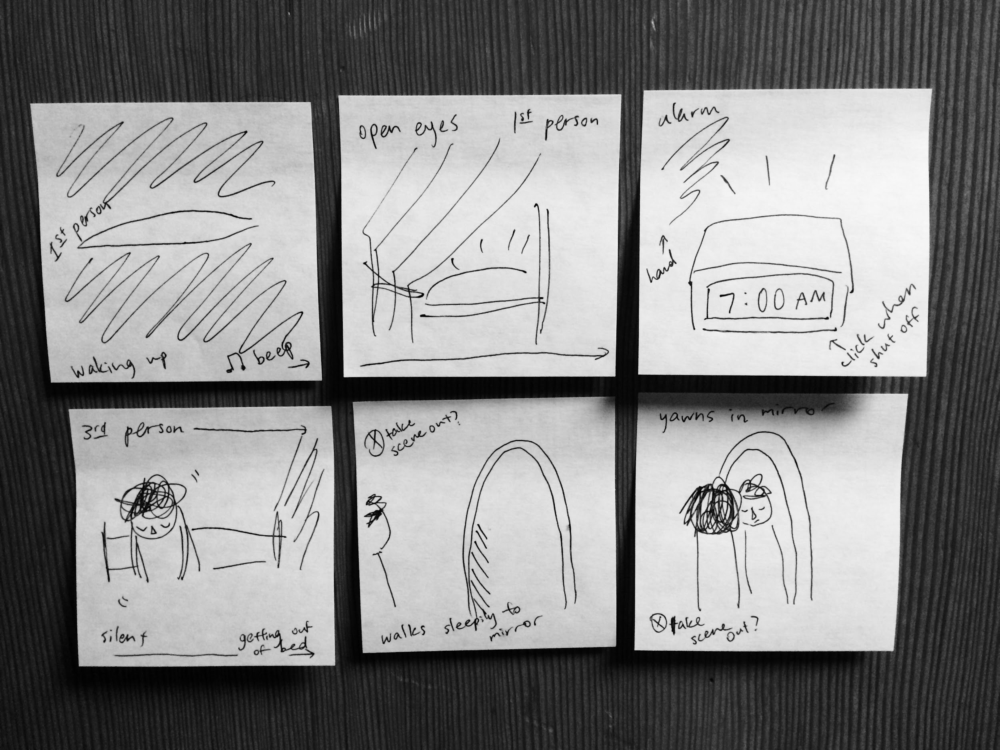 1st person
waking up
♫ beep
open eyes
1st person
alarm
hand
7:00 AM
click when
shut off
3rd person
silent
getting out
of bed
take
scene out?
walks sleepily to
mirror
yawns in mirror
take
scene
out?